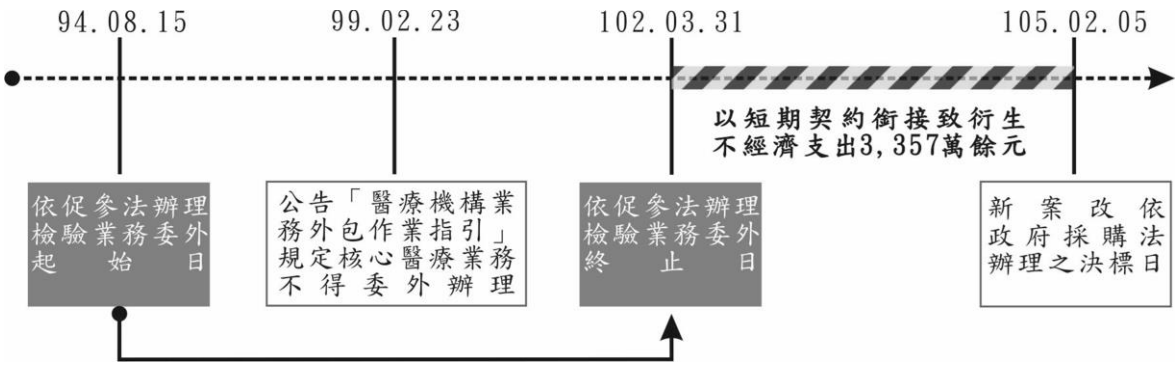 94.08.15
99.02.23
102.03.31
105.02.05
以短期契約銜接致衍生
不經濟支出3,357萬餘元
依促參法辦理
檢驗業務委外
起始日
公告「醫療機構業
務外包作業指引」
規定核心醫療業務
不得委外辦理
依促參法辦理
檢驗業務委外
終止日
新案改依
政府採購法
辦理之決標日